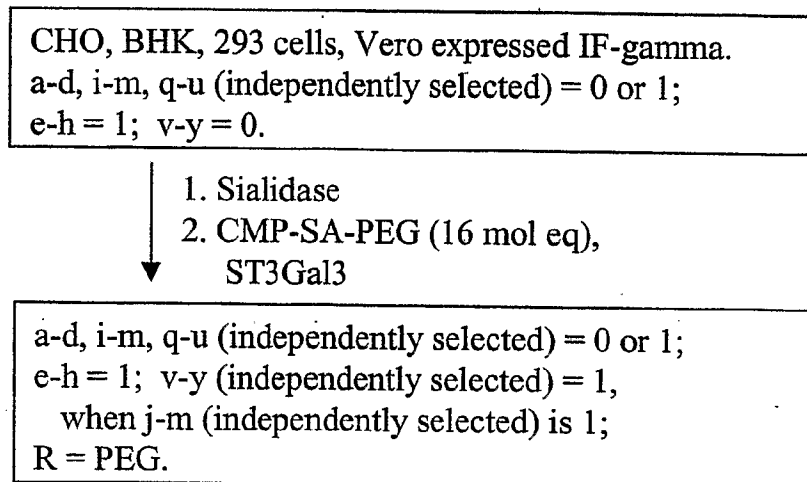 CHO, BHK, 293 cells, Vero expressed IF-gamma.
a-d, i-m, q-u (independently selected) = 0 or 1;
e-h = 1; v-y = 0.
1. Sialidase
2. CMP-SA-PEG (16 mol eq),
ST3Gal3
a-d, i-m, q-u (independently selected) = 0 or 1;
e-h = 1; v-y (independently selected) = 1,
when j-m (independently selected) is 1;
R = PEG.